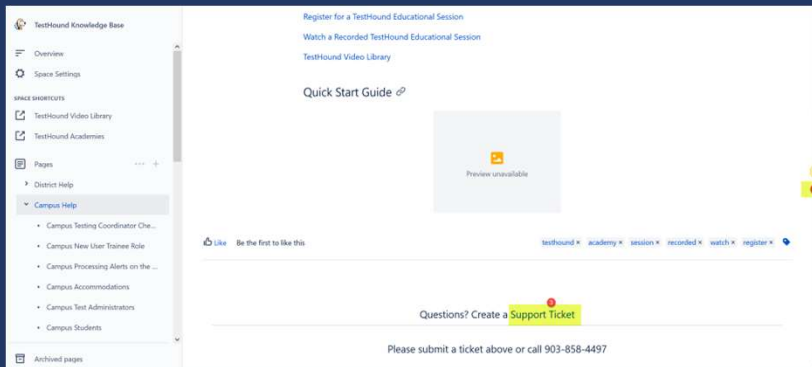 TestHound Knowledge Base
Overview
Space Settings
SPACE SHORTCUTS
TestHound Video Library
TestHound Academies
Pages
District Help
Campus Help
Campus Testing Coordinator Che...
Campus New User Trainee Role
Campus Processing Alerts on the ...
Campus Accommodations
Campus Test Administrators
Campus Students
Archived pages
Register for a TestHound Educational Session
Watch a Recorded TestHound Educational Session
TestHound Video Library
Quick Start Guide
Preview unavailable
Like Be the first to like this
testhound × academy × session × recorded × watch × register ×
Questions? Create a Support Ticket
Please submit a ticket above or call 903-858-4497